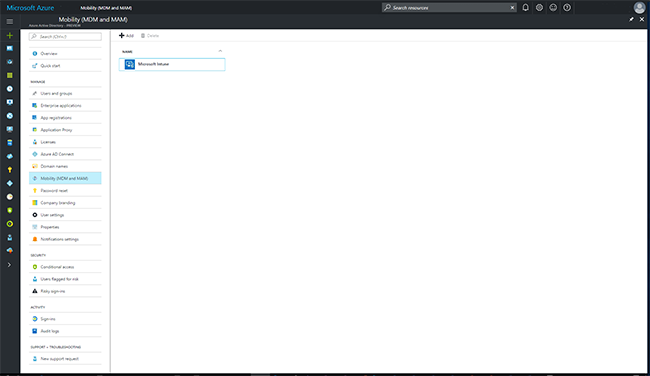 Microsoft Azure
Mobility (MDM and MAM)
Search resources
Mobility (MDM and MAM)
Azure Active Directory - PREVIEW
Search (Ctrl+/)
Overview
Quick start
MANAGE
Users and groups
Enterprise applications
App registrations
Application Proxy
Licenses
Azure AD Connect
Domain names
Mobility (MDM and MAM)
Password reset
Company branding
User settings
Properties
Notifications settings
SECURITY
Conditional access
Users flagged for risk
Risky sign-ins
ACTIVITY
Sign-ins
Audit logs
SUPPORT + TROUBLESHOOTING
New support request
Add
Delete
NAME
Microsoft Intune